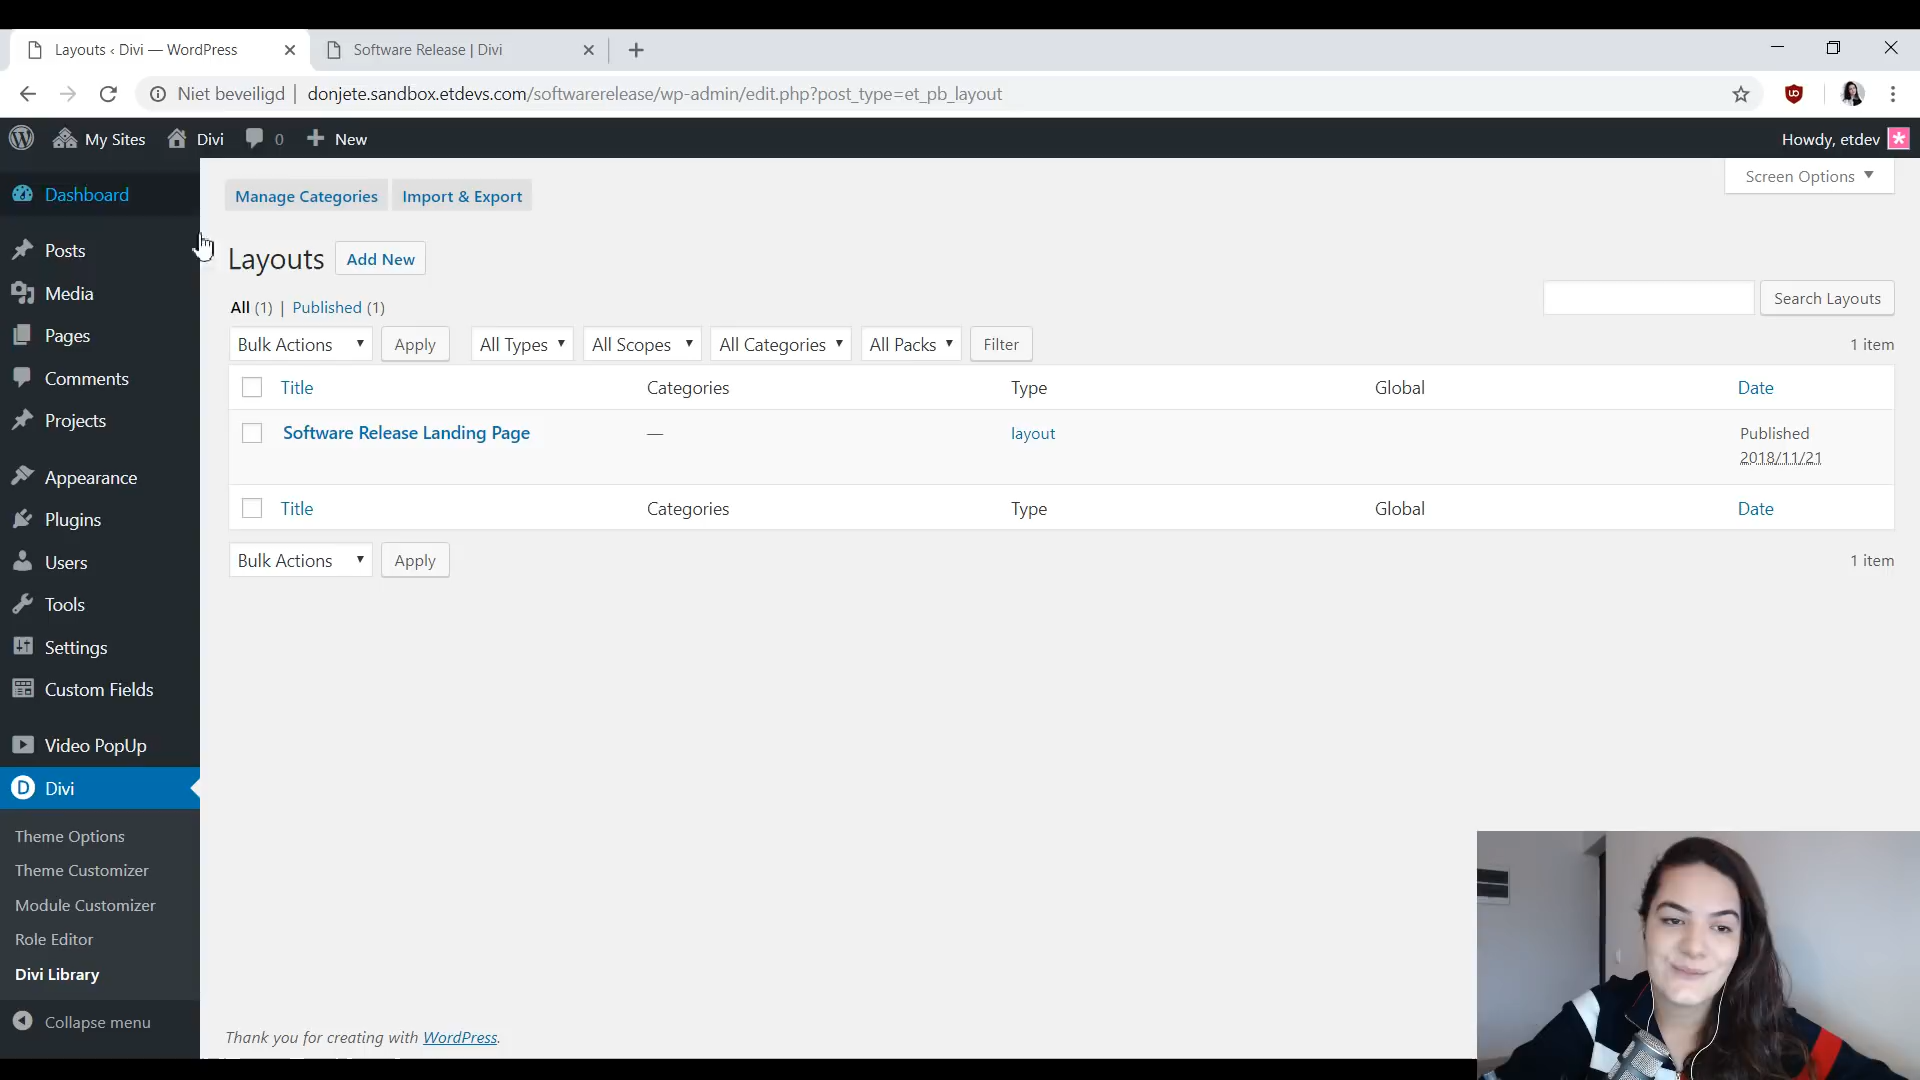 Layouts ‹ Divi — WordPress
Software Release | Divi
Niet beveiligd | donjete.sandbox.etdevs.com/softwarerelease/wp-admin/edit.php?post_type=et_pb_layout
My Sites Divi 0 New
Howdy, etdev
Dashboard
Posts
Media
Pages
Comments
Projects
Appearance
Plugins
Users
Tools
Settings
Custom Fields
Video PopUp
Divi
Theme Options
Theme Customizer
Module Customizer
Role Editor
Divi Library
Collapse menu
Screen Options
Manage Categories Import & Export
Layouts Add New
All (1) | Published (1)
Search Layouts
Bulk Actions Apply All Types All Scopes All Categories All Packs Filter 1 item
Title Categories Type Global Date
Software Release Landing Page — layout Published
2018/11/21
Title Categories Type Global Date
Bulk Actions Apply 1 item
Thank you for creating with WordPress.